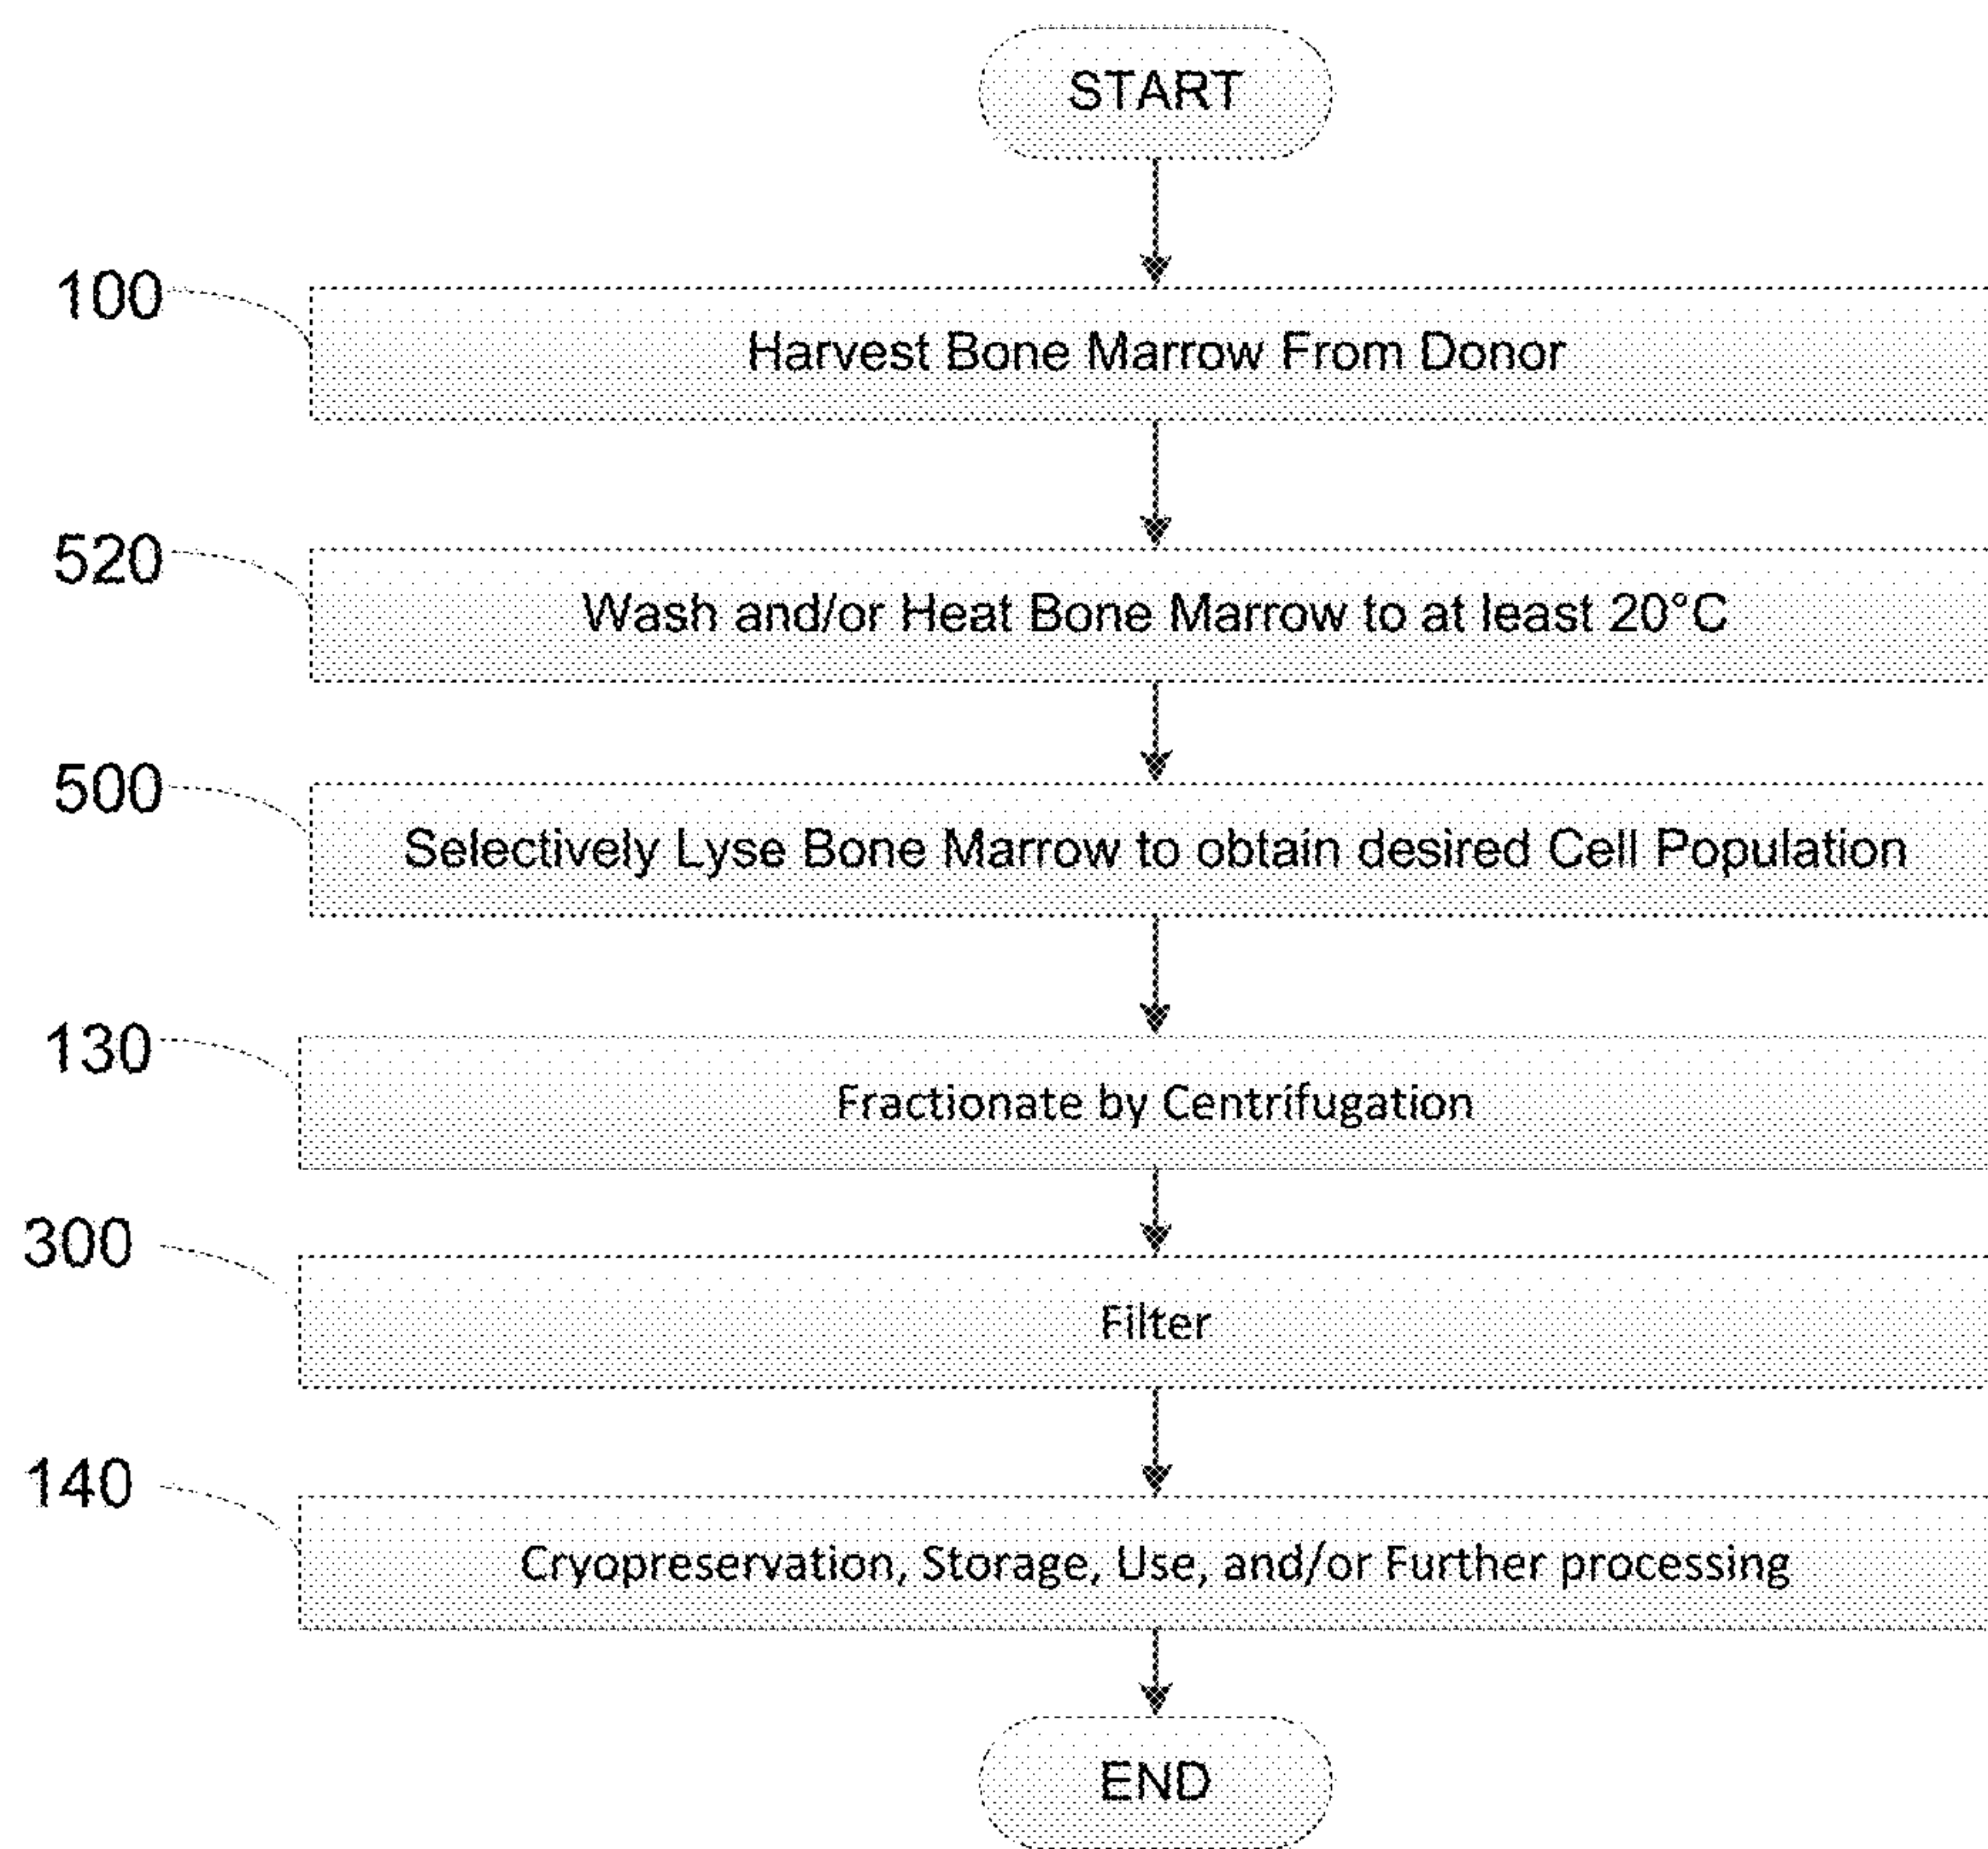 START
100
Harvest Bone Marrow From Donor
520
Wash and/or Heat Bone Marrow to at least 20°C
500
Selectively Lyse Bone Marrow to obtain desired Cell Population
130
Fractionate by Centrifugation
300
Filter
140
Cryopreservation, Storage, Use, and/or Further processing
END